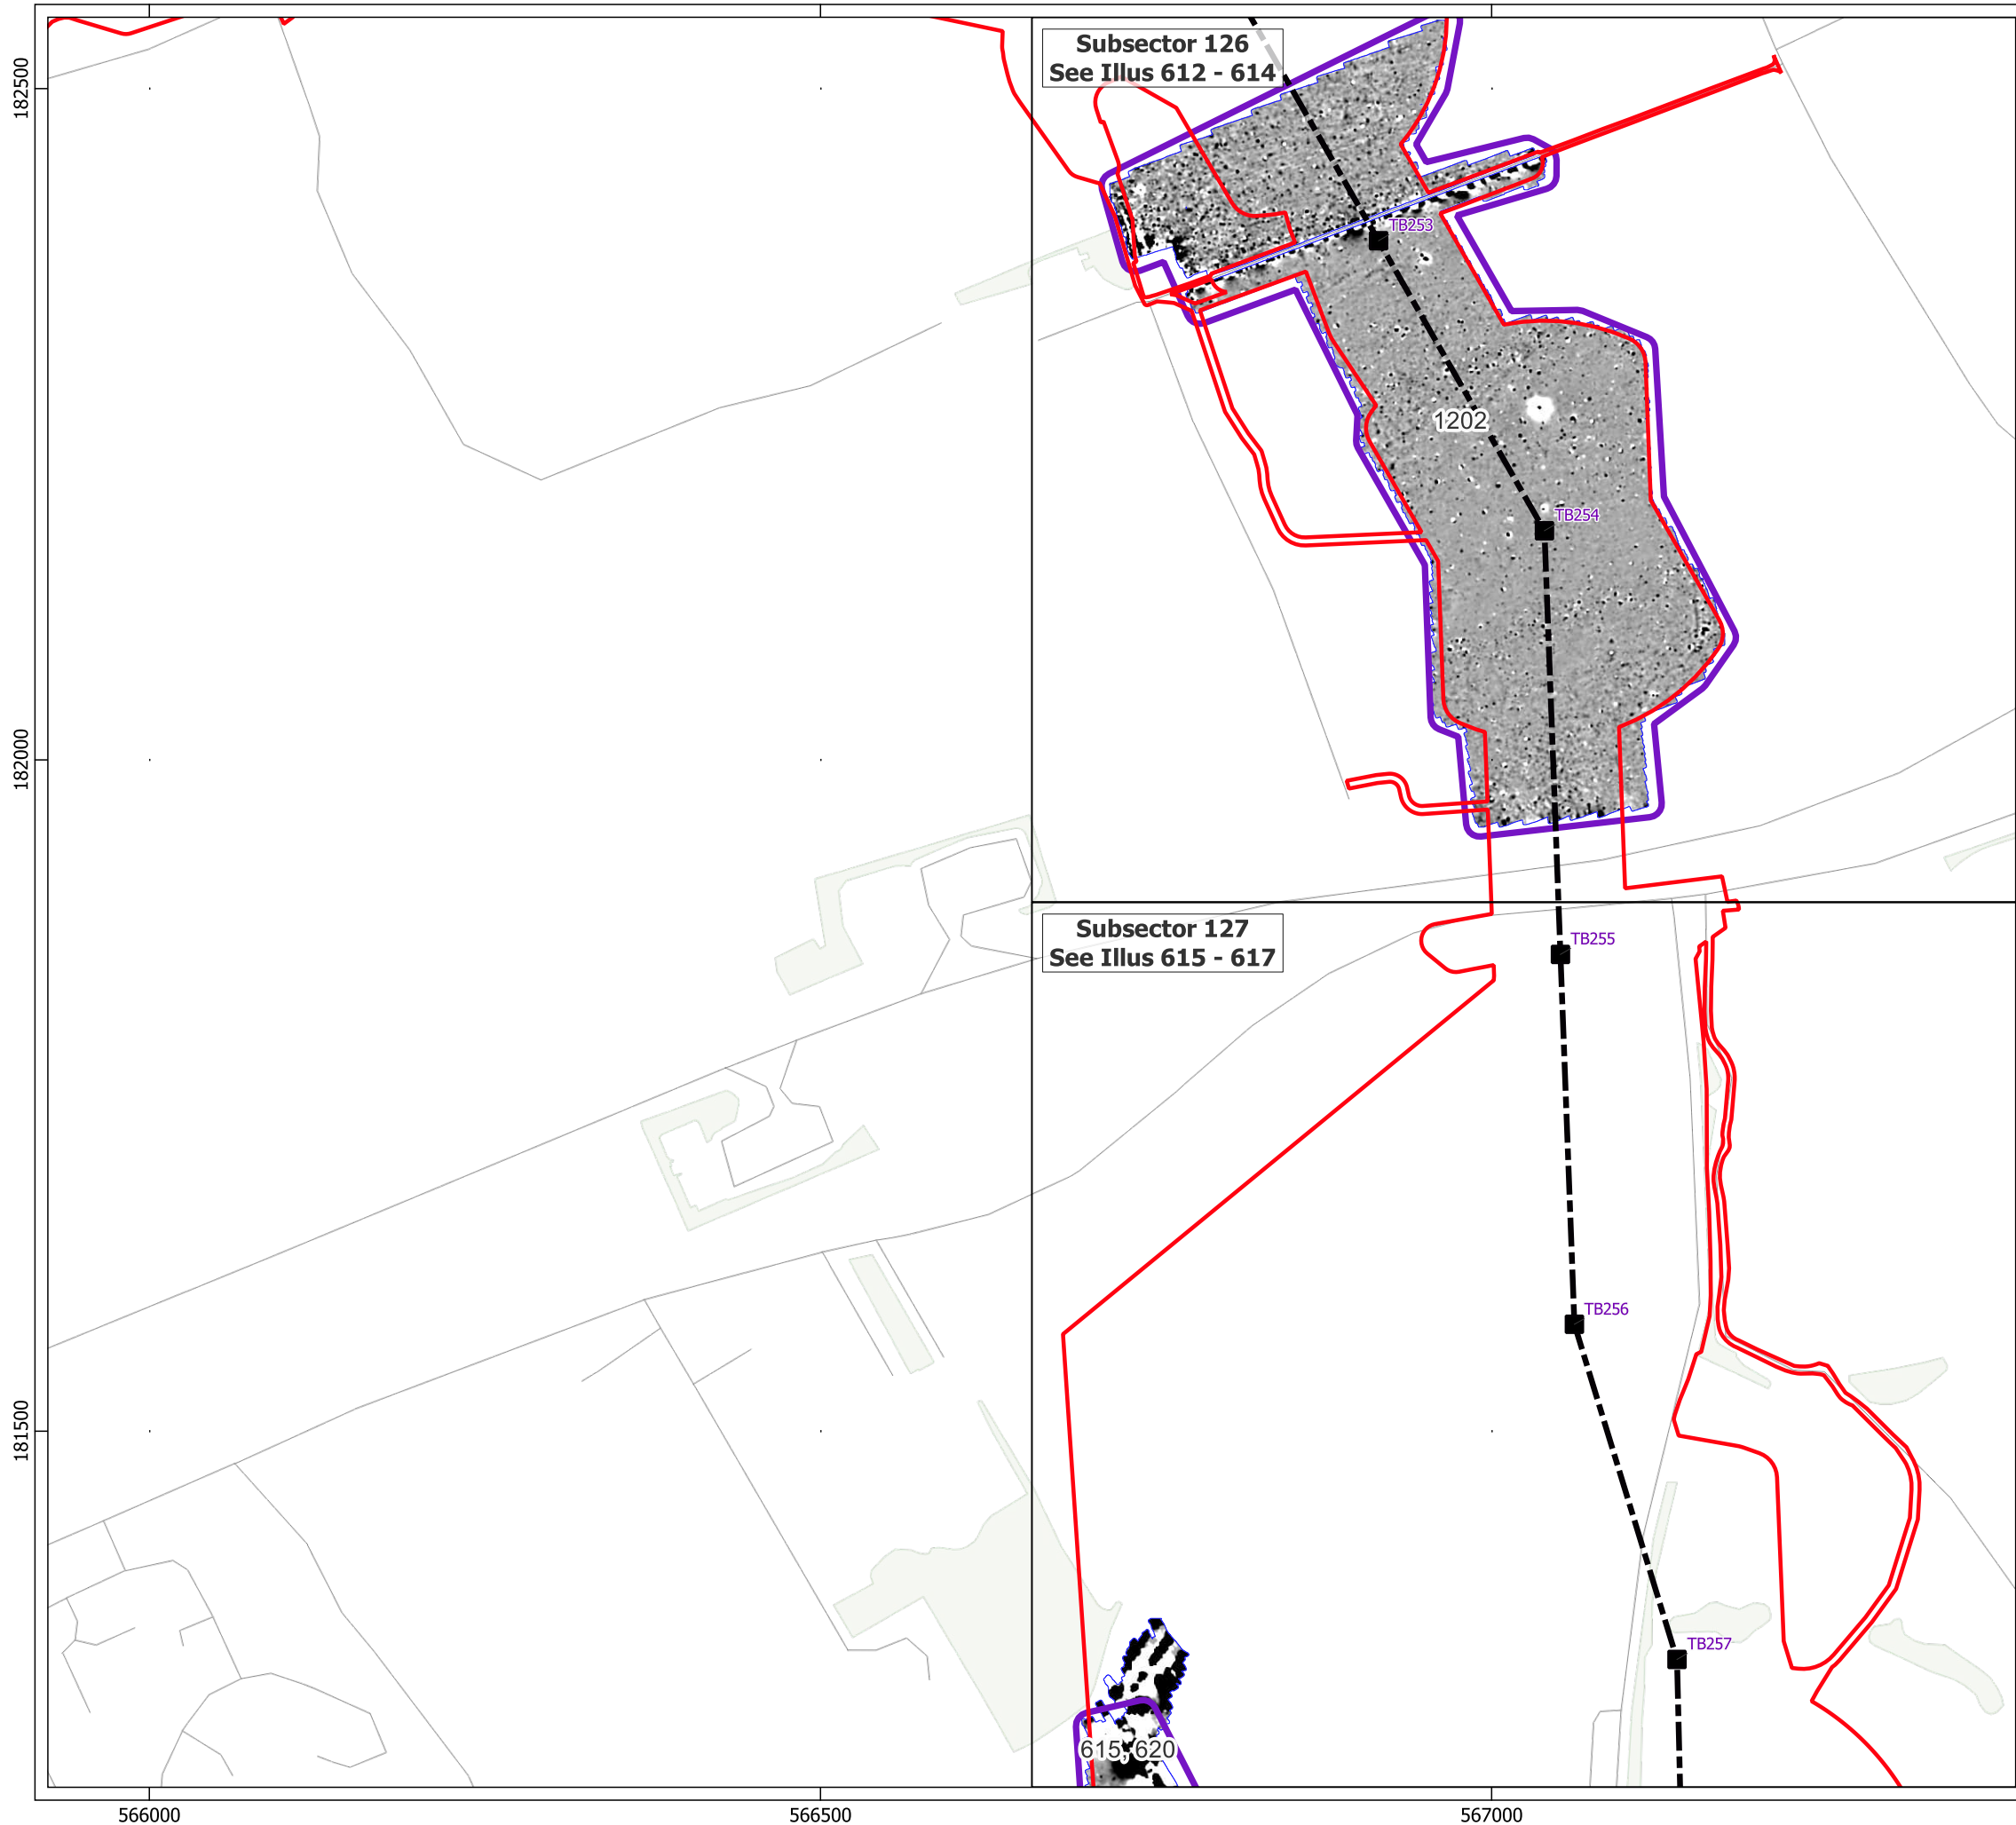 182500
Subsector 126
See Illus 612 - 614
TB253
1202
TB254
182000
Subsector 127
See Illus 615 - 617
TB255
TB256
181500
TB257
615, 620
566000
566500
567000